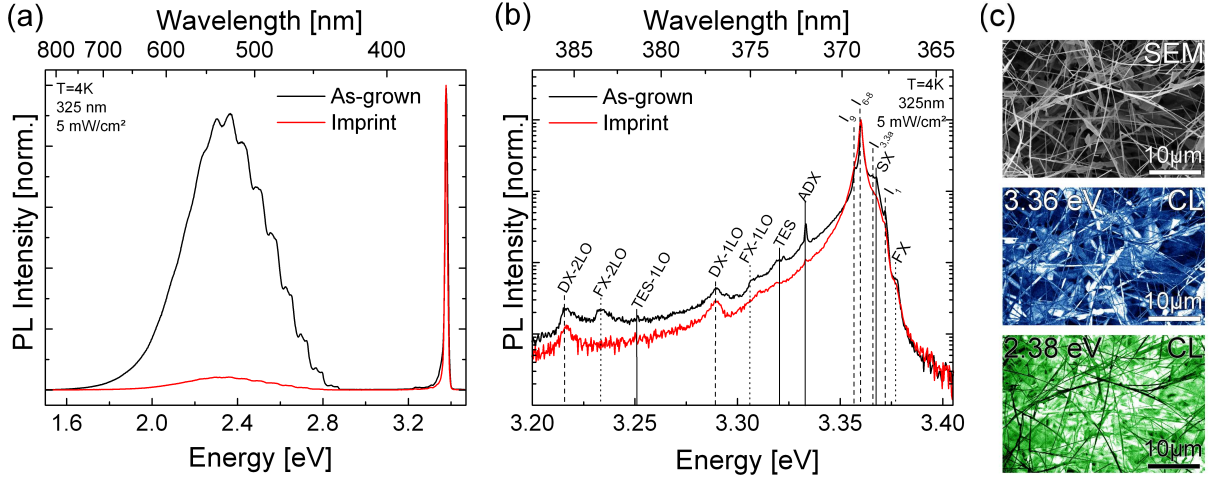 (a)
Wavelength [nm]
800 700 600 500 400
T=4K
325 nm
5 mW/cm²
As-grown
Imprint
PL Intensity [norm.]
1.6 2.0 2.4 2.8 3.2
Energy [eV]
(b)
Wavelength [nm]
385 380 375 370 365
As-grown
Imprint
T=4K
325nm
5 mW/cm²
PL Intensity [norm.]
DX-2LO
FX-2LO
TES-1LO
DX-1LO
FX-1LO
TES
ADX
I9
I6-8
I3,3a
SX
I1
FX
3.20 3.25 3.30 3.35 3.40
Energy [eV]
(c)
SEM
10µm
3.36 eV CL
10µm
2.38 eV CL
10µm